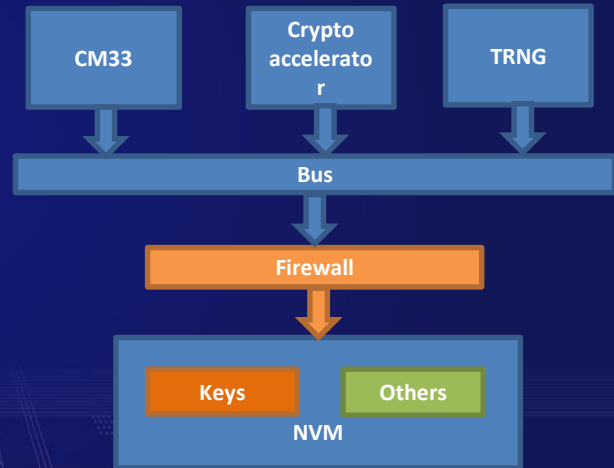 CM33
Crypto
accelerato
r
TRNG
Bus
Firewall
Keys
Others
NVM